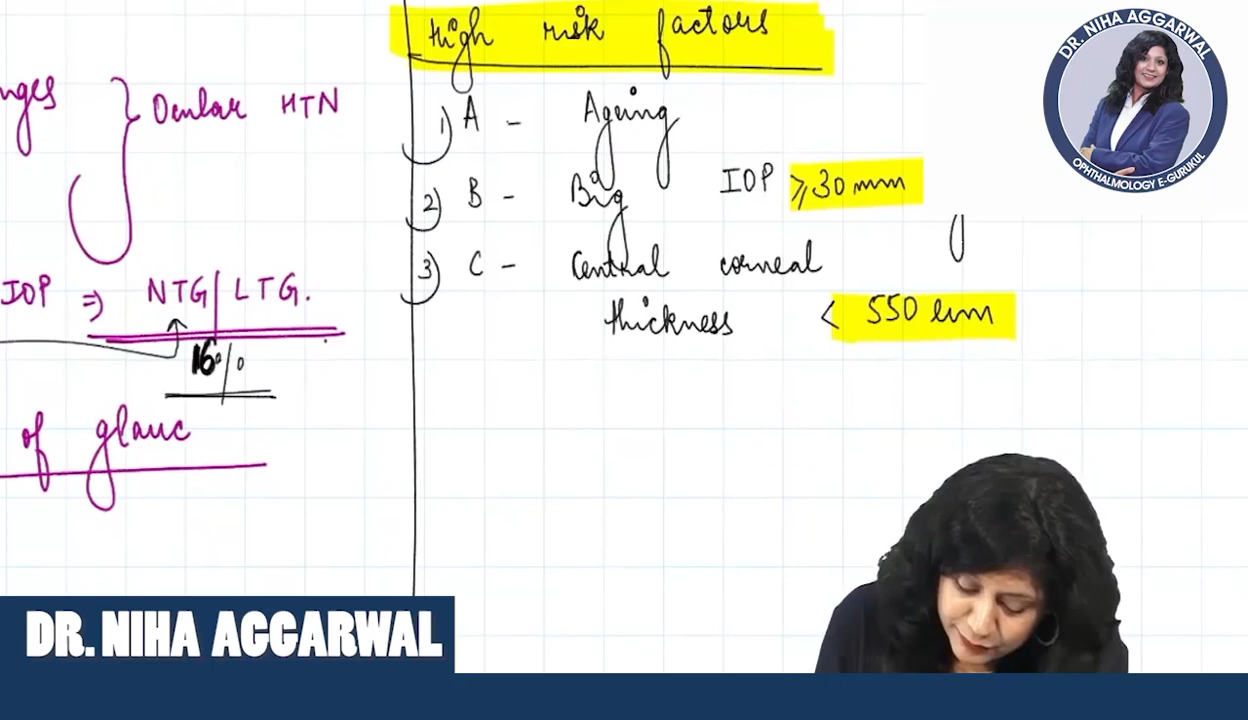 High risk factors
nges } Ocular HTN
1) A - Ageing
2) B - Big IOP ⩾30 mm
3) C - Central corneal
thickness < 550 um
IOP ⇒ NTG/LTG.
16%
of glauc
DR. NIHA AGGARWAL
OPHTHALMOLOGY E-GURUKUL
DR. NIHA AGGARWAL